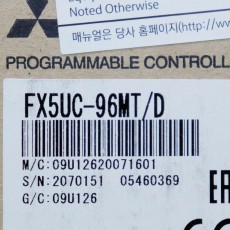 Noted Otherwise
매뉴얼은 당사 홈페이지(http://www
PROGRAMMABLE CONTROLL
FX5UC-96MT/D
M/C: 09U12620071601
S/N: 2070151 05460369
G/C: 09U126